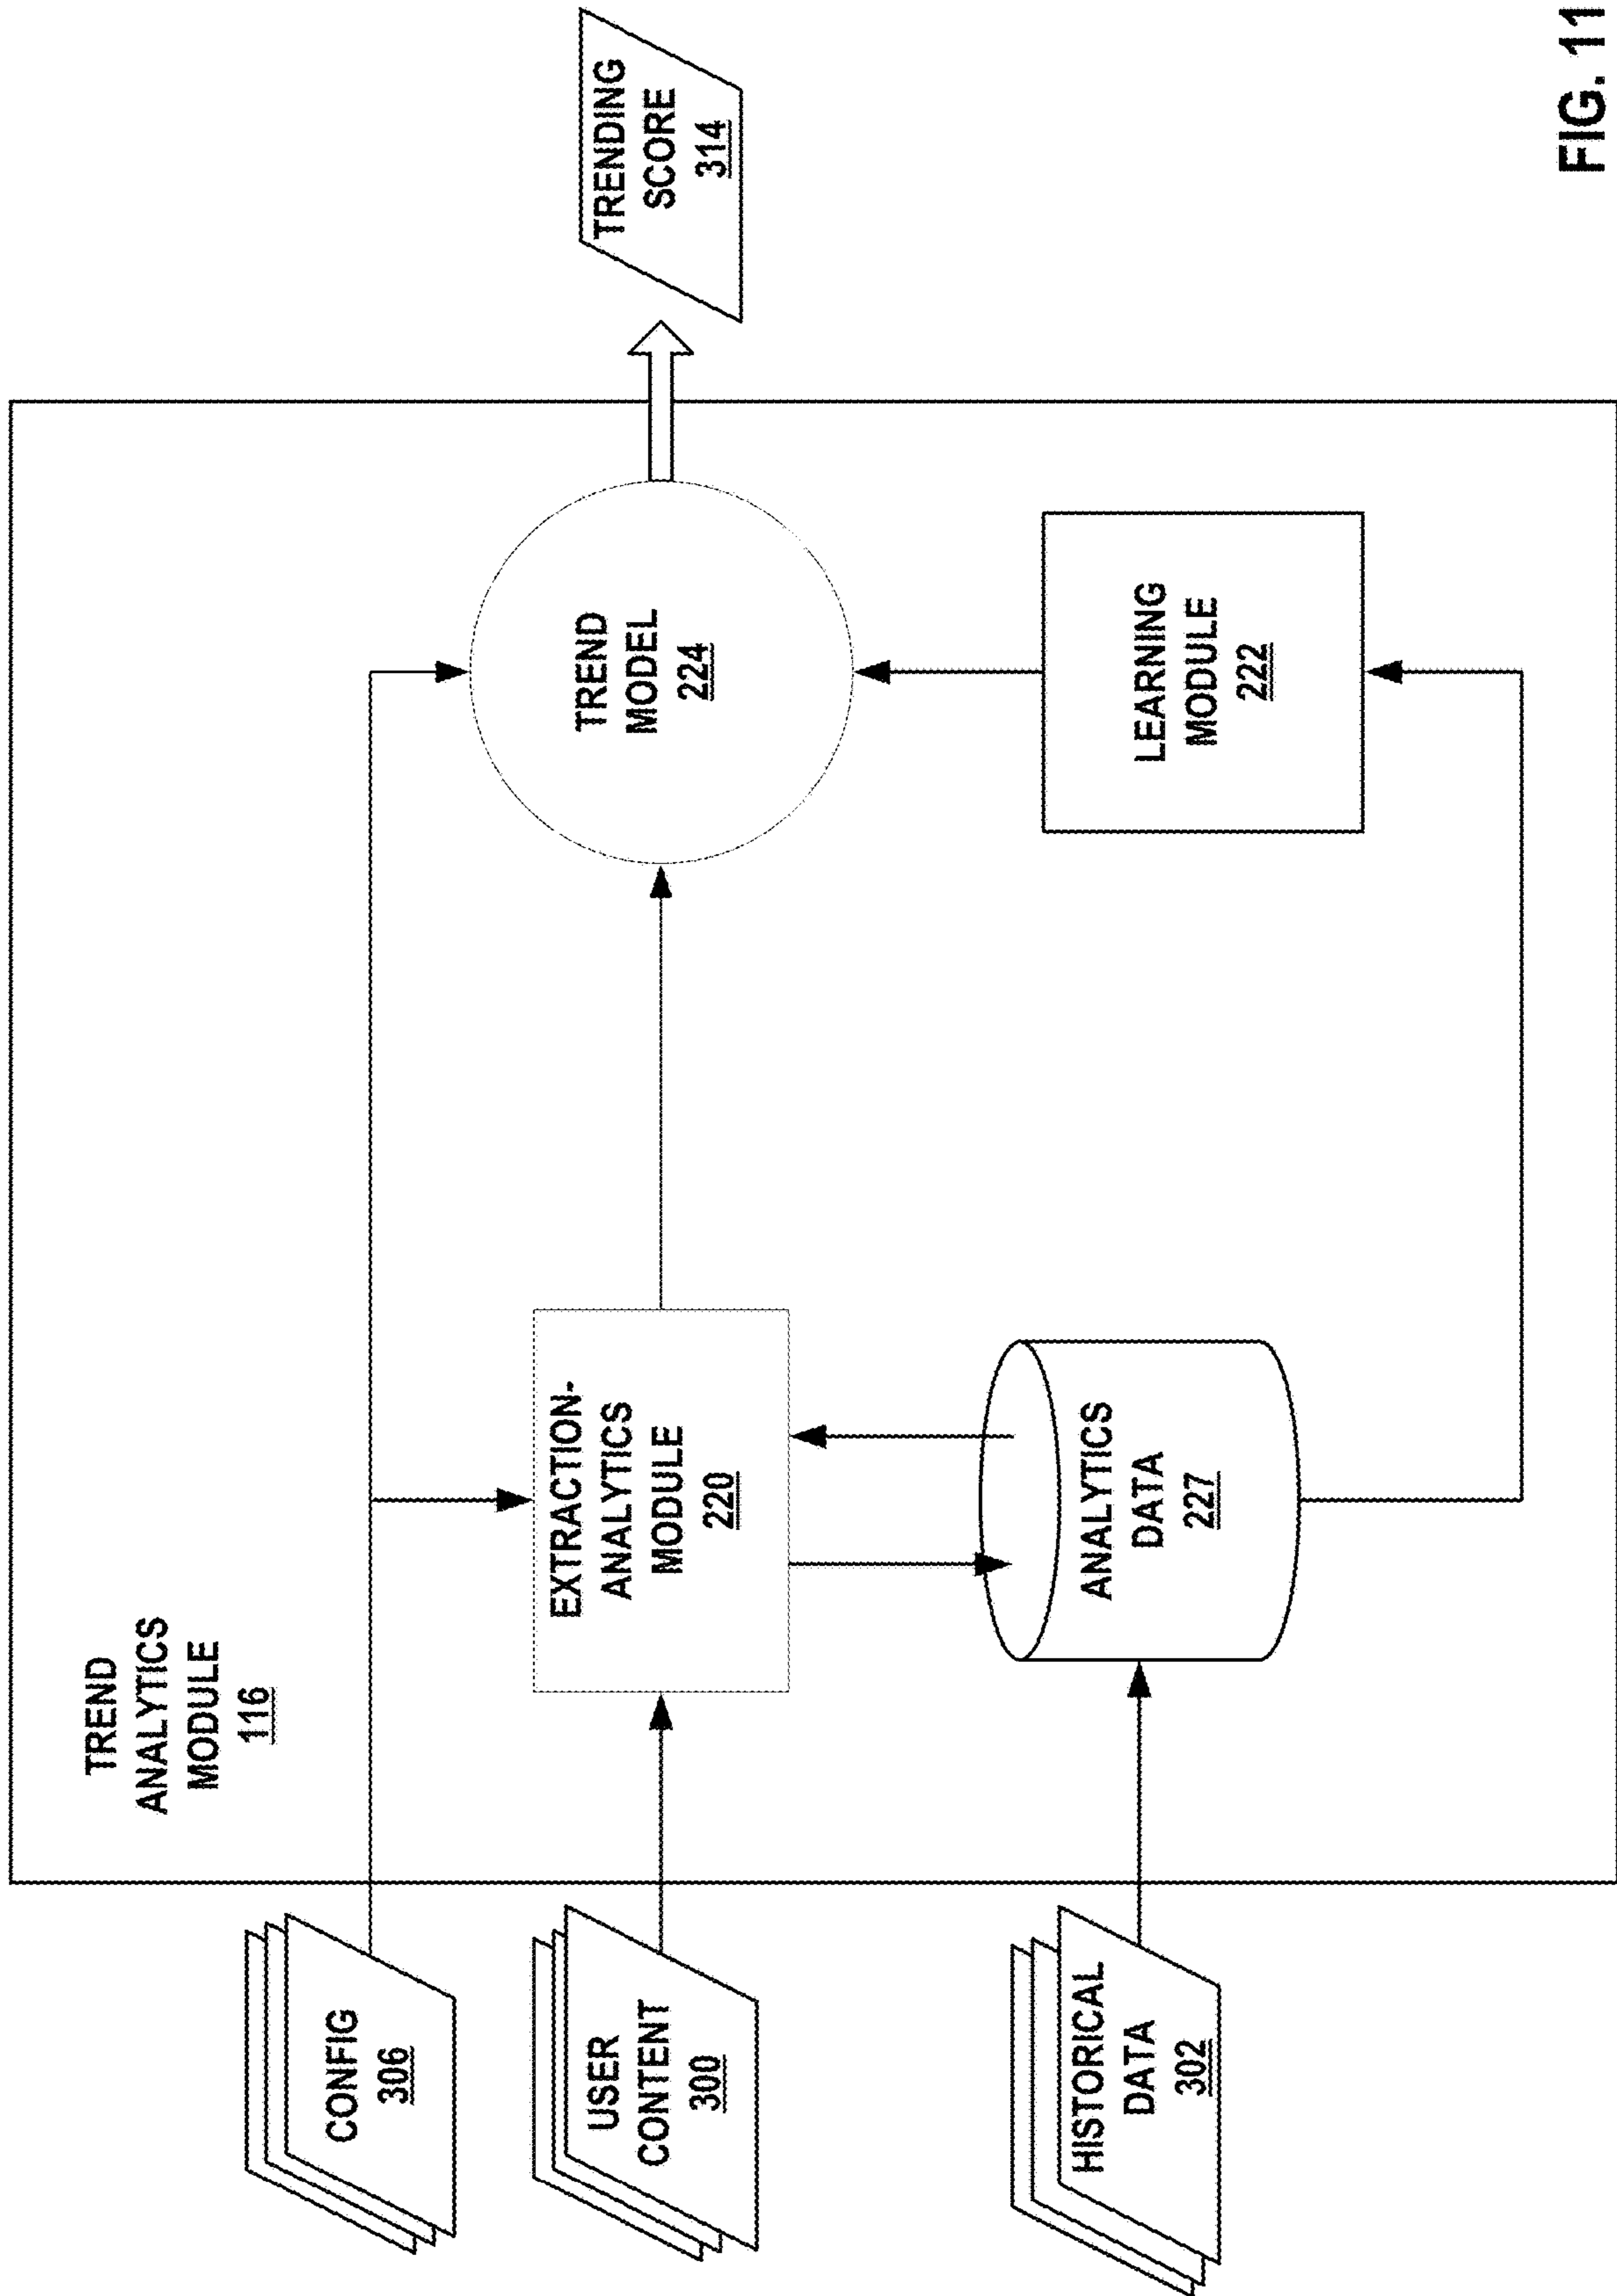 TREND
ANALYTICS
MODULE
116
CONFIG
306
USER
CONTENT
300
HISTORICAL
DATA
302
EXTRACTION-
ANALYTICS
MODULE
220
ANALYTICS
DATA
227
TREND
MODEL
224
LEARNING
MODULE
222
TRENDING
SCORE
314
FIG. 11